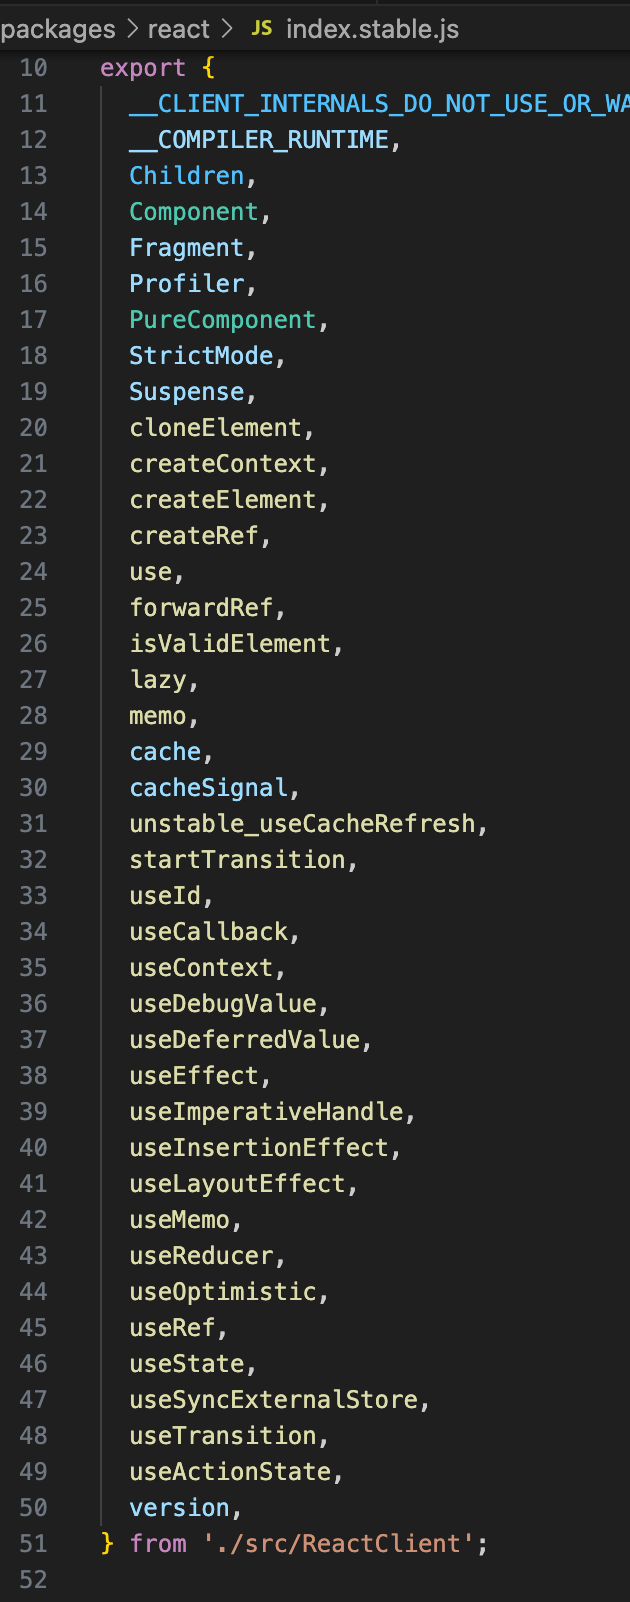 packages > react > JS index.stable.js
10 export {
11 __CLIENT_INTERNALS_DO_NOT_USE_OR_WA
12 __COMPILER_RUNTIME,
13 Children,
14 Component,
15 Fragment,
16 Profiler,
17 PureComponent,
18 StrictMode,
19 Suspense,
20 cloneElement,
21 createContext,
22 createElement,
23 createRef,
24 use,
25 forwardRef,
26 isValidElement,
27 lazy,
28 memo,
29 cache,
30 cacheSignal,
31 unstable_useCacheRefresh,
32 startTransition,
33 useId,
34 useCallback,
35 useContext,
36 useDebugValue,
37 useDeferredValue,
38 useEffect,
39 useImperativeHandle,
40 useInsertionEffect,
41 useLayoutEffect,
42 useMemo,
43 useReducer,
44 useOptimistic,
45 useRef,
46 useState,
47 useSyncExternalStore,
48 useTransition,
49 useActionState,
50 version,
51 } from './src/ReactClient';
52